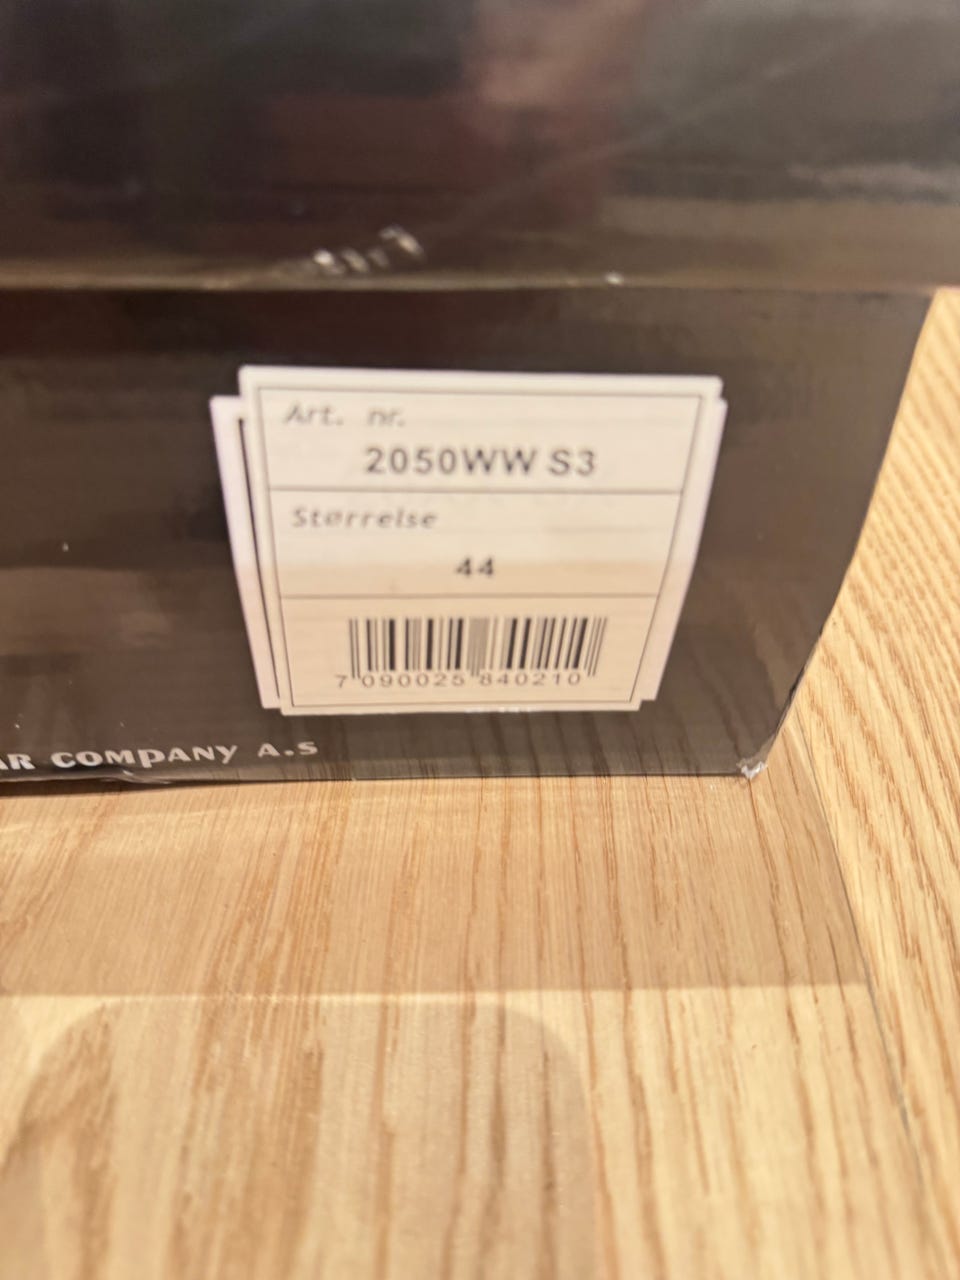 Art. nr.
2050WW S3
Størrelse
44
7 090025 840210
AR COMPANY A.S